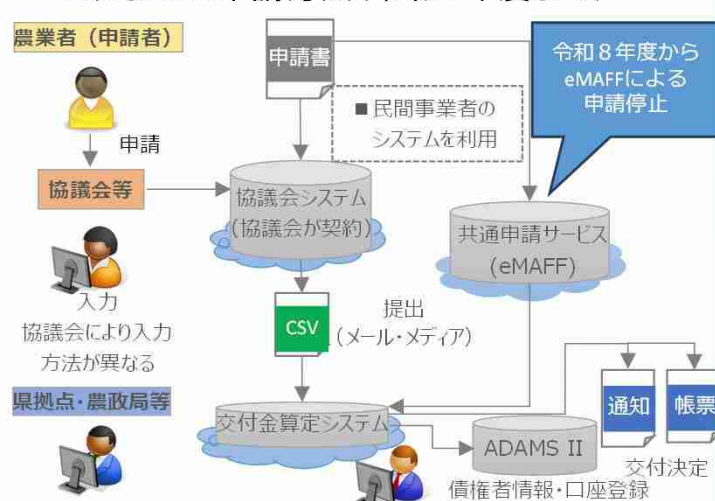 農業者（申請者）
申請書
令和８年度から
eMAFFによる
申請停止
■民間事業者の
システムを利用
申請
協議会等
協議会システム
(協議会が契約)
共通申請サービス
(eMAFF)
入力
協議会により入力
方法が異なる
CSV
提出
(メール・メディア)
県拠点・農政局等
交付金算定システム
通知
帳票
ADAMS II
交付決定
債権者情報・口座登録